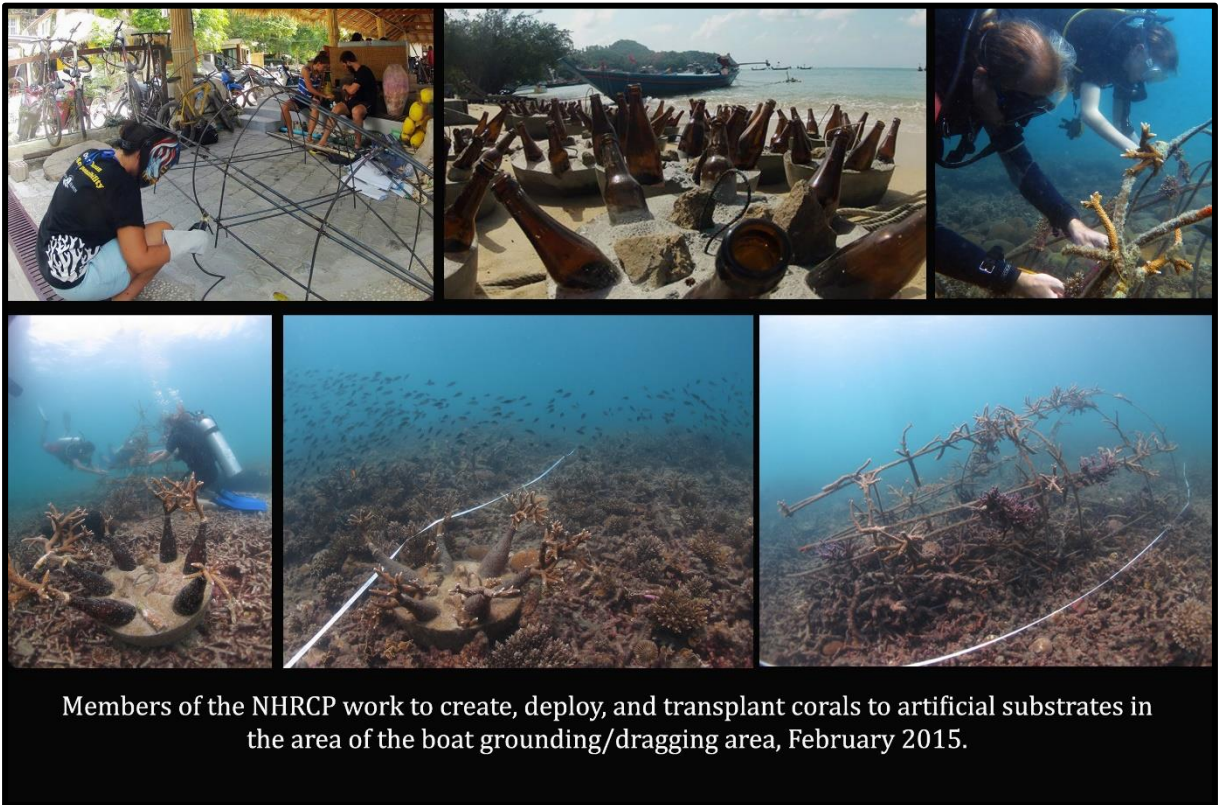 Members of the NHRCP work to create, deploy, and transplant corals to artificial substrates in
the area of the boat grounding/dragging area, February 2015.